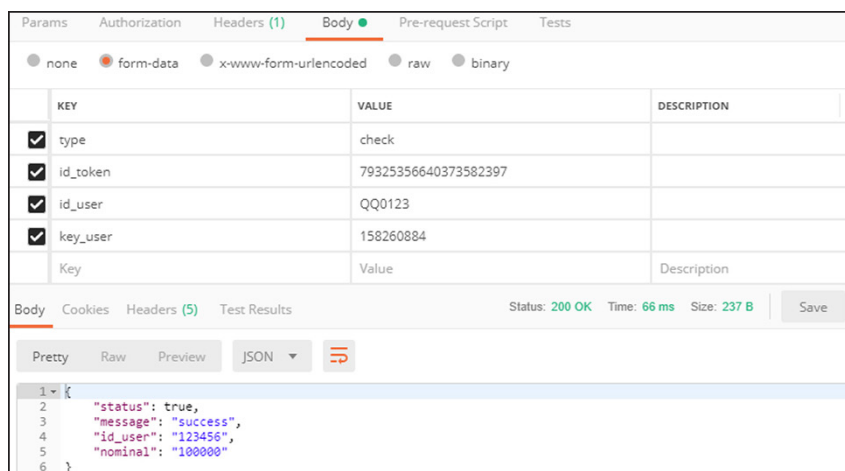 Params Authorization Headers (1) Body Pre-request Script Tests
none form-data x-www-form-urlencoded raw binary
KEY VALUE DESCRIPTION
type check
id_token 79325356640373582397
id_user QQ0123
key_user 158260884
Key Value Description
Body Cookies Headers (5) Test Results Status: 200 OK Time: 66 ms Size: 237 B Save
Pretty Raw Preview JSON
1 {
2 "status": true,
3 "message": "success",
4 "id_user": "123456",
5 "nominal": "100000"
6 }